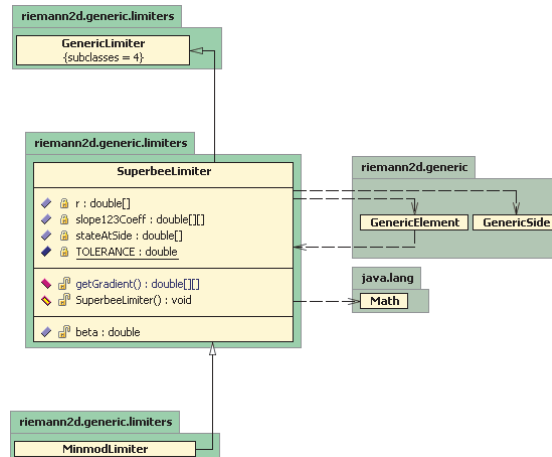 riemann2d.generic.limiters
GenericLimiter
{subclasses = 4}
riemann2d.generic.limiters
SuperbeeLimiter
r : double[]
slope123Coeff : double[][]
stateAtSide : double[]
TOLERANCE : double
getGradient() : double[][]
SuperbeeLimiter() : void
beta : double
riemann2d.generic
GenericElement
GenericSide
java.lang
Math
riemann2d.generic.limiters
MinmodLimiter